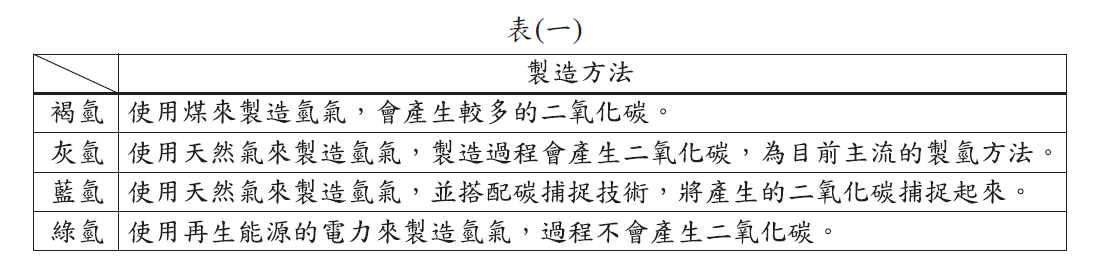 表(一)
製造方法
褐氫 使用煤來製造氫氣，會產生較多的二氧化碳。
灰氫 使用天然氣來製造氫氣，製造過程會產生二氧化碳，為目前主流的製氫方法。
藍氫 使用天然氣來製造氫氣，並搭配碳捕捉技術，將產生的二氧化碳捕捉起來。
綠氫 使用再生能源的電力來製造氫氣，過程不會產生二氧化碳。